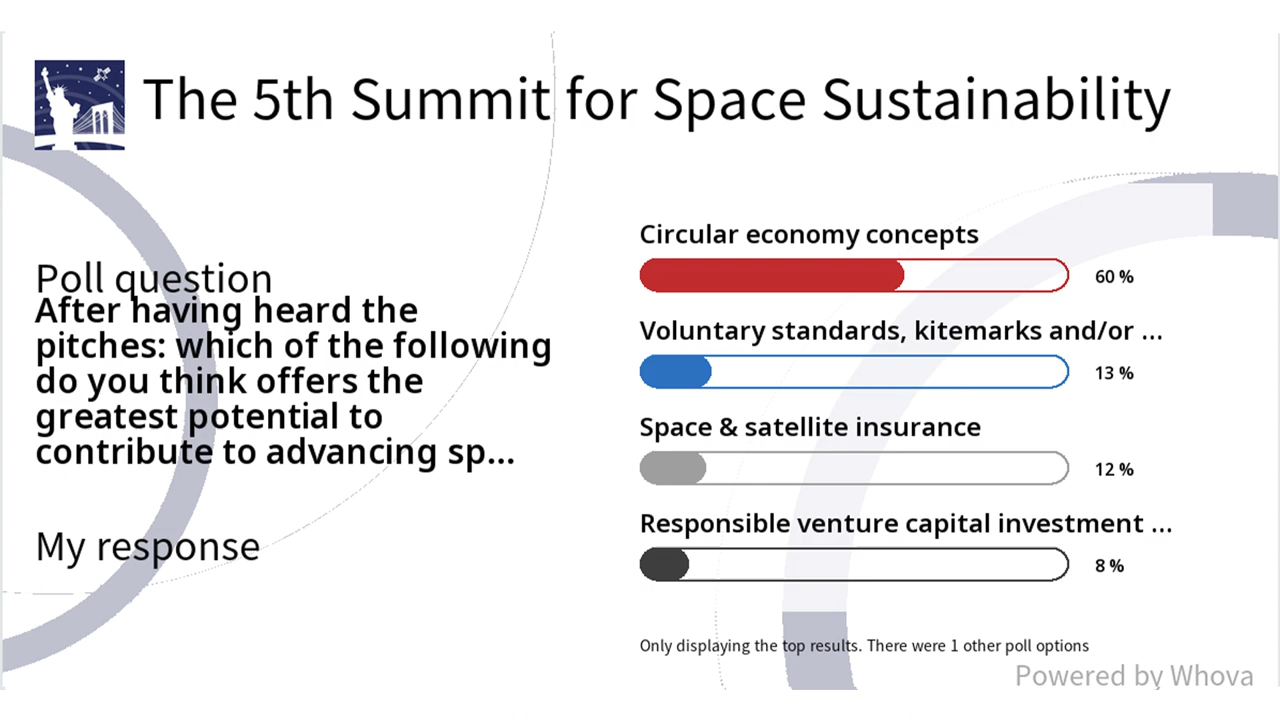 The 5th Summit for Space Sustainability
Poll question
After having heard the
pitches: which of the following
do you think offers the
greatest potential to
contribute to advancing sp...
My response
Circular economy concepts
60 %
Voluntary standards, kitemarks and/or ...
13 %
Space & satellite insurance
12 %
Responsible venture capital investment ...
8 %
Only displaying the top results. There were 1 other poll options
Powered by Whova